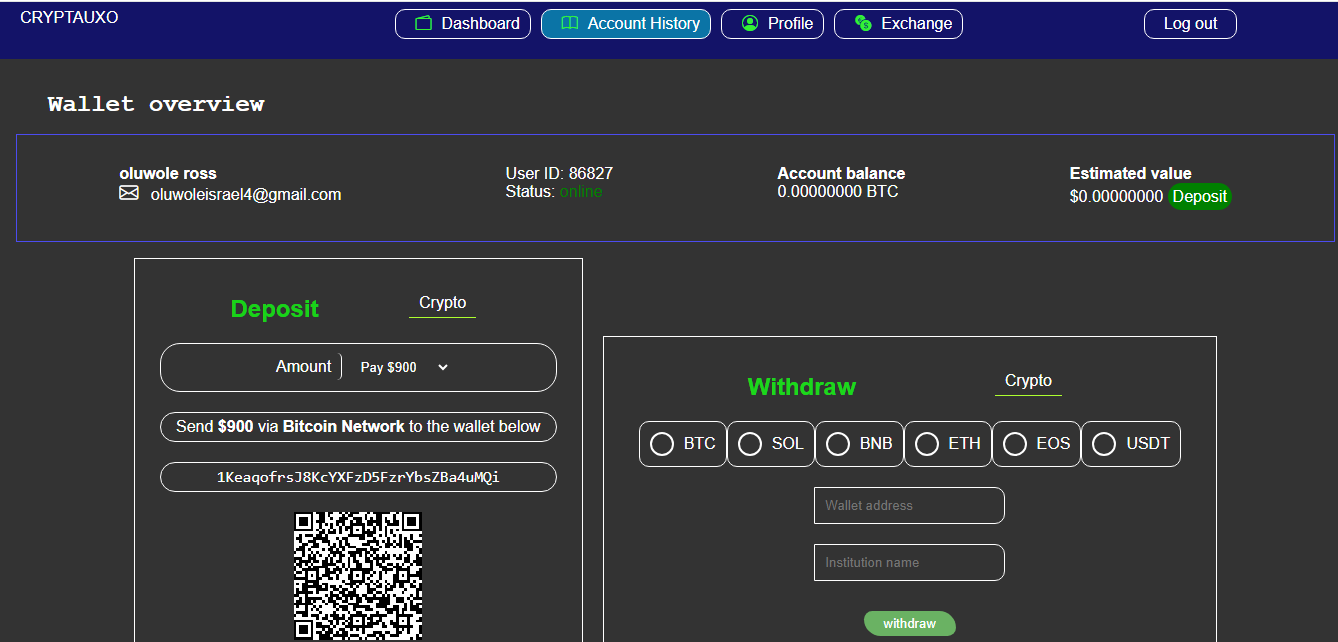 CRYPTAUXO
Dashboard
Account History
Profile
Exchange
Log out
Wallet overview
oluwole ross
oluwoleisrael4@gmail.com
User ID: 86827
Status: online
Account balance
0.00000000 BTC
Estimated value
$0.00000000 Deposit
Deposit
Crypto
Amount Pay $900
Send $900 via Bitcoin Network to the wallet below
1KeaqofrsJ8KcYXFzD5FzrYbsZBa4uMQi
Withdraw
Crypto
BTC
SOL
BNB
ETH
EOS
USDT
Wallet address
Institution name
withdraw